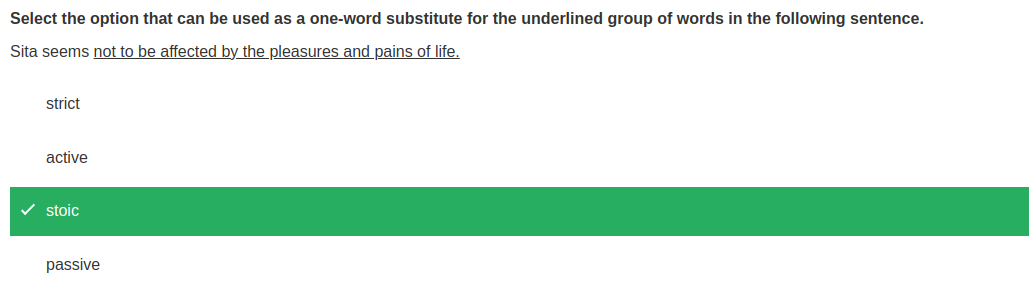 Select the option that can be used as a one-word substitute for the underlined group of words in the following sentence.
Sita seems not to be affected by the pleasures and pains of life.
strict
active
stoic
passive